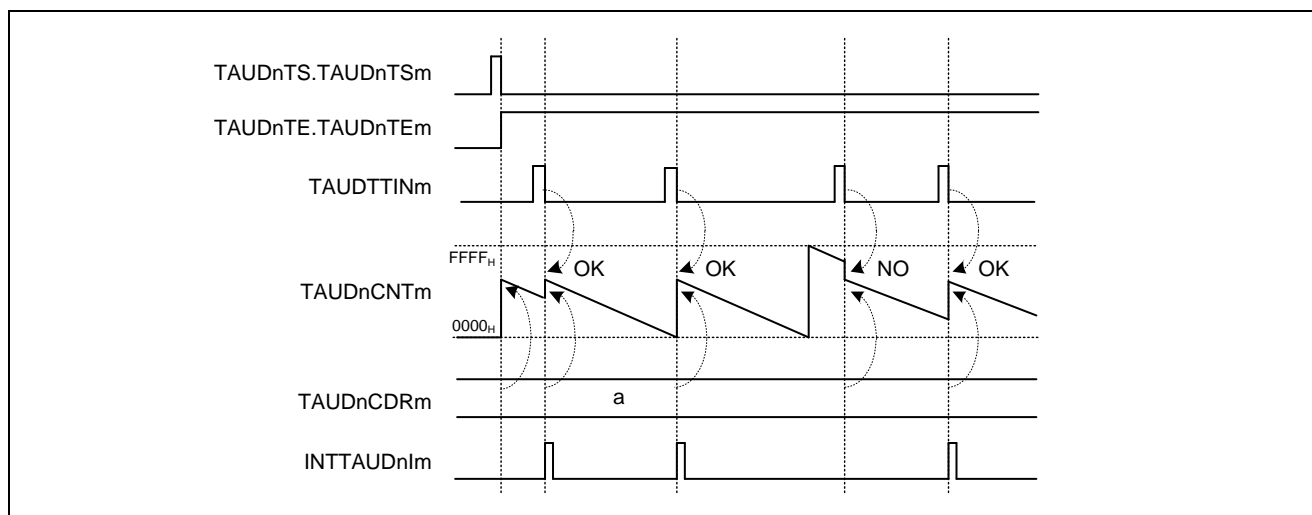 TAUDnTS.TAUDnTSm
TAUDnTE.TAUDnTEm
TAUDTTINm
FFFFH
OK
OK
NO
OK
TAUDnCNTm
0000H
TAUDnCDRm
a
INTTAUDnIm